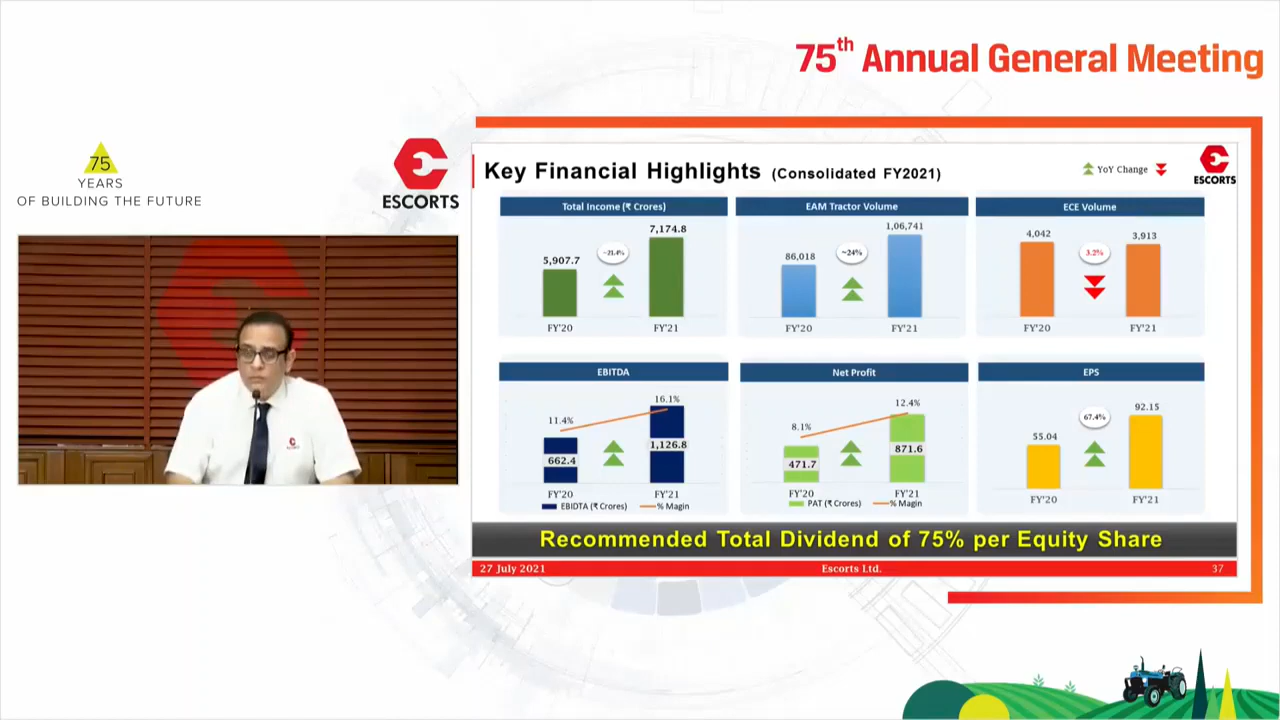 75th Annual General Meeting
75
YEARS
OF BUILDING THE FUTURE
ESCORTS
Key Financial Highlights (Consolidated FY2021)
YoY Change
ESCORTS
Total Income (₹ Crores)
5,907.7
~21.4%
7,174.8
FY'20
FY'21
EAM Tractor Volume
86,018
~24%
1,06,741
FY'20
FY'21
ECE Volume
4,042
3.2%
3,913
FY'20
FY'21
EBITDA
11.4%
16.1%
662.4
1,126.8
FY'20
FY'21
EBIDTA (₹ Crores)
% Magin
Net Profit
8.1%
12.4%
471.7
871.6
FY'20
FY'21
PAT (₹ Crores)
% Magin
EPS
55.04
67.4%
92.15
FY'20
FY'21
Recommended Total Dividend of 75% per Equity Share
27 July 2021
Escorts Ltd.
37